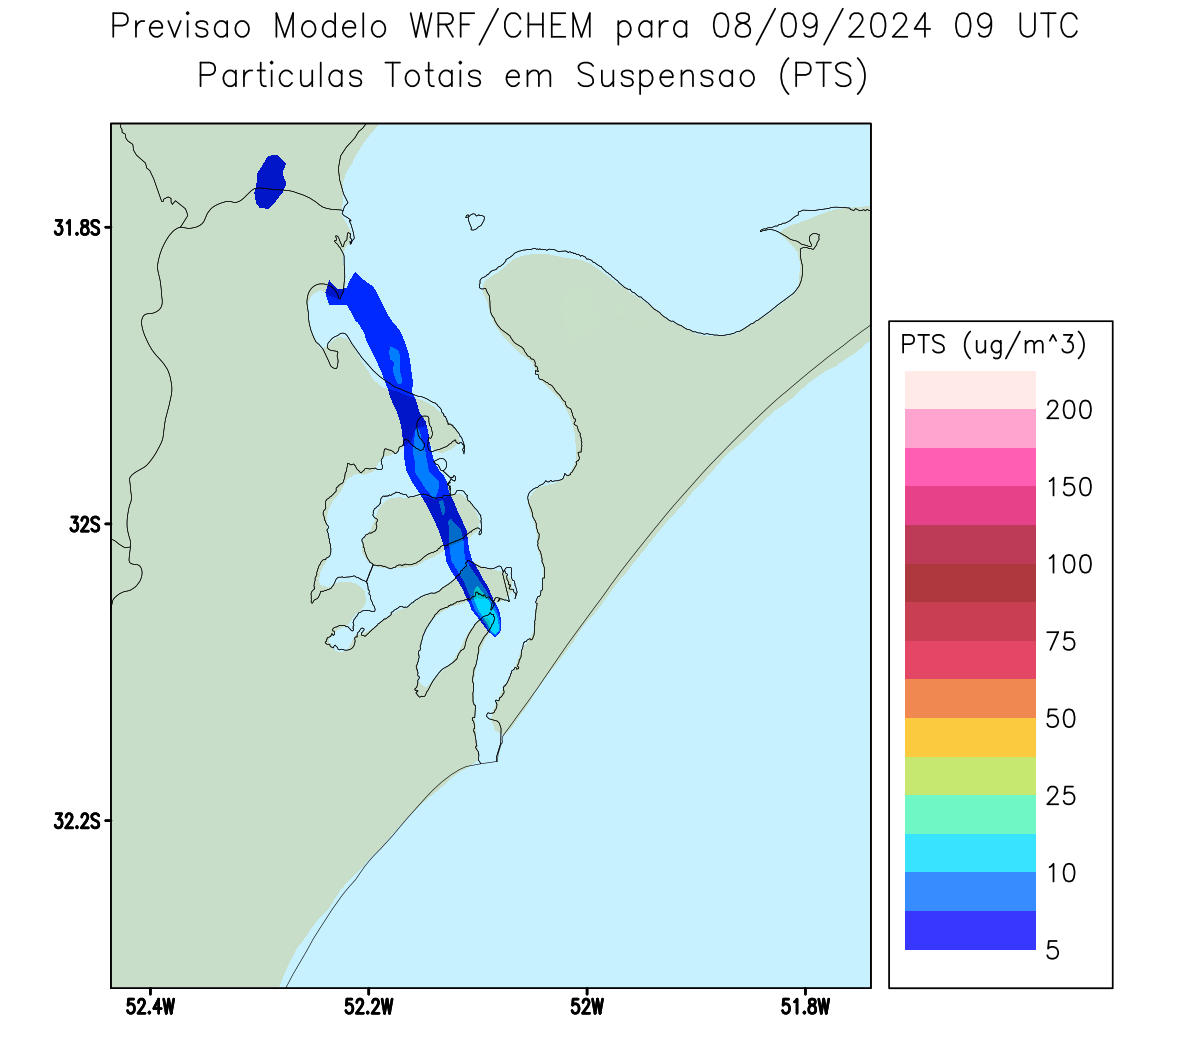 Previsao Modelo WRF/CHEM para 08/09/2024 09 UTC
Particulas Totais em Suspensao (PTS)
31.8S
32S
32.2S
52.4W
52.2W
52W
51.8W
PTS (ug/m^3)
200
150
100
75
50
25
10
5